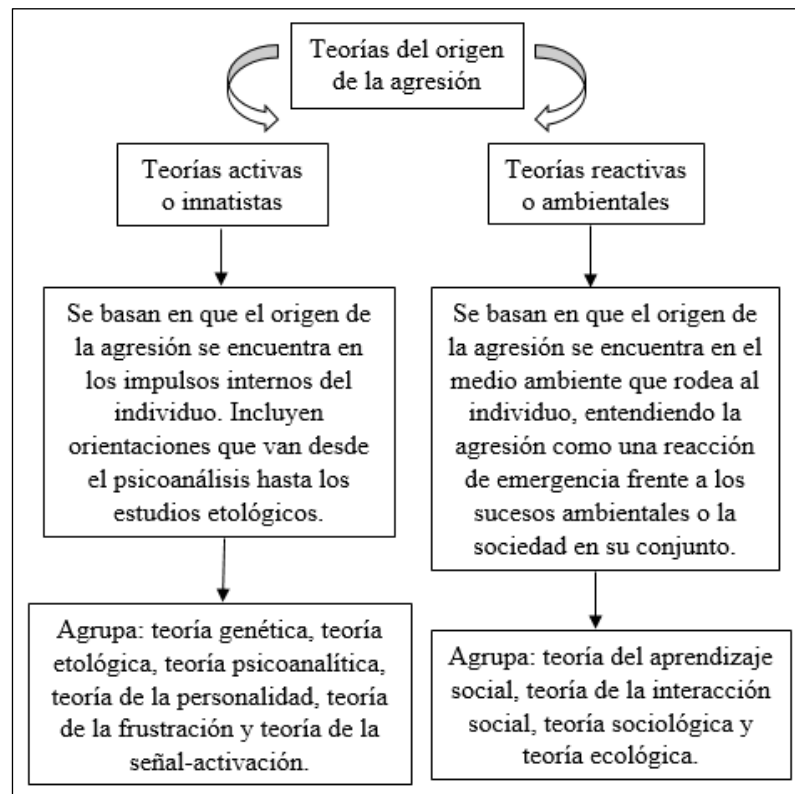 Teorías del origen
de la agresión
Teorías activas
o innatistas
Teorías reactivas
o ambientales
Se basan en que el origen de
la agresión se encuentra en
los impulsos internos del
individuo. Incluyen
orientaciones que van desde
el psicoanálisis hasta los
estudios etológicos.
Se basan en que el origen de
la agresión se encuentra en el
medio ambiente que rodea al
individuo, entendiendo la
agresión como una reacción
de emergencia frente a los
sucesos ambientales o la
sociedad en su conjunto.
Agrupa: teoría genética, teoría
etológica, teoría psicoanalítica,
teoría de la personalidad, teoría
de la frustración y teoría de la
señal-activación.
Agrupa: teoría del aprendizaje
social, teoría de la interacción
social, teoría sociológica y
teoría ecológica.